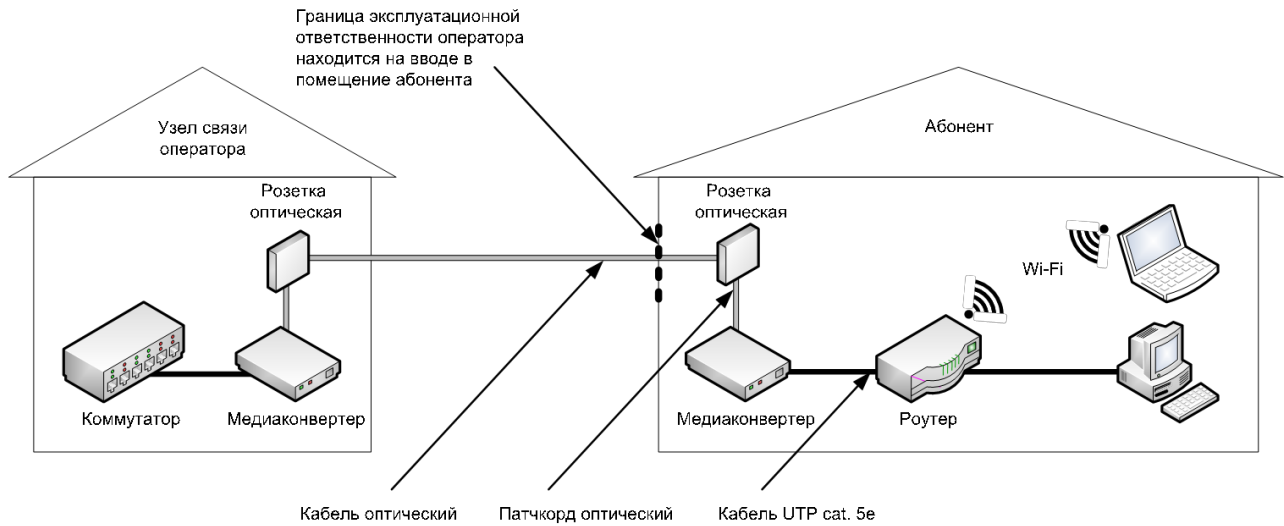 Граница эксплуатационной
ответственности оператора
находится на вводе в
помещение абонента
Узел связи
оператора
Абонент
Розетка
оптическая
Розетка
оптическая
Wi-Fi
Коммутатор
Медиаконвертер
Медиаконвертер
Роутер
Кабель оптический
Патчкорд оптический
Кабель UTP cat. 5e